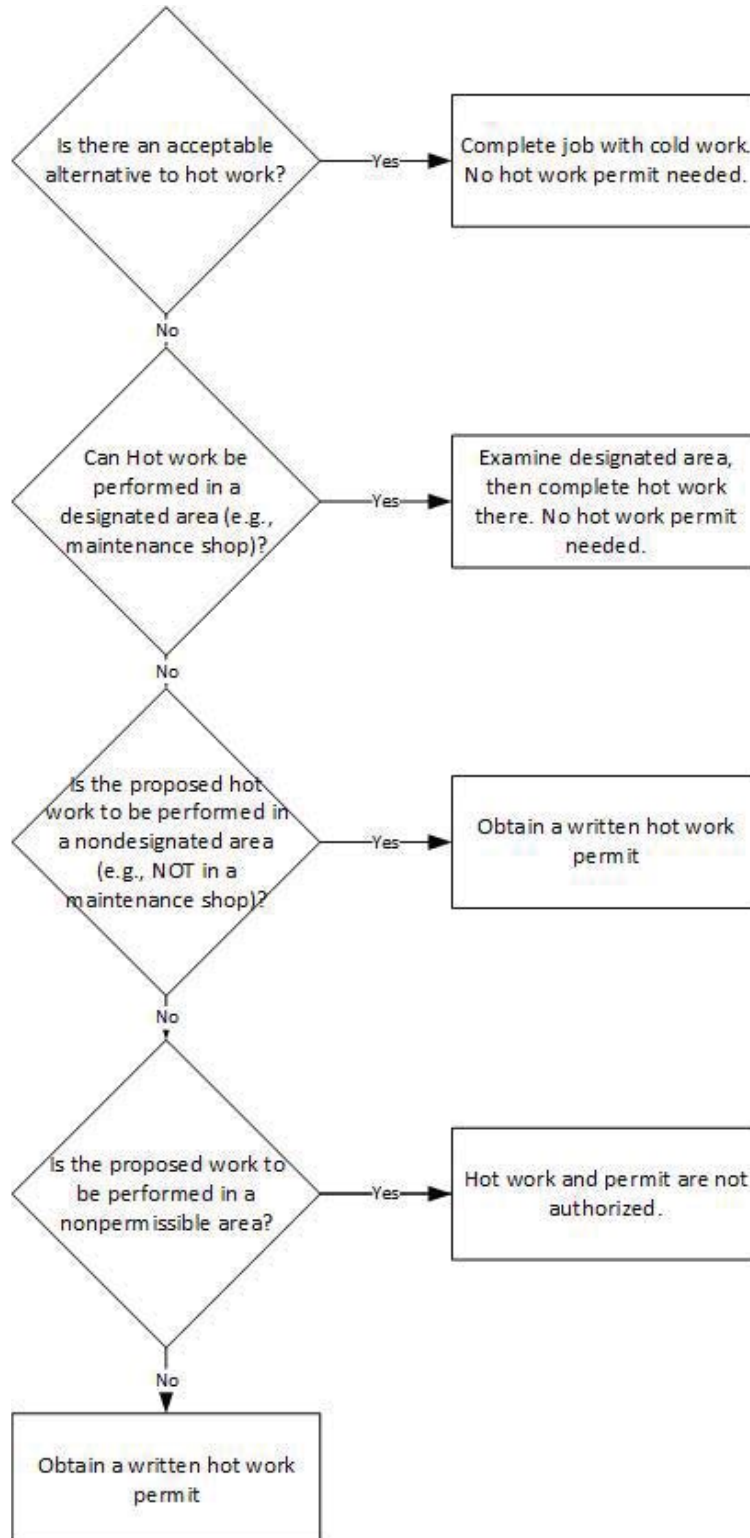 Is there an acceptable
alternative to hot work?
Yes
Complete job with cold work.
No hot work permit needed.
No
Can Hot work be
performed in a
designated area (e.g.,
maintenance shop)?
Yes
Examine designated area,
then complete hot work
there. No hot work permit
needed.
No
Is the proposed hot
work to be performed in
a nondesignated area
(e.g., NOT in a
maintenance shop)?
Yes
Obtain a written hot work
permit
No
Is the proposed work to
be performed in a
nonpermissible area?
Yes
Hot work and permit are not
authorized.
No
Obtain a written hot work
permit